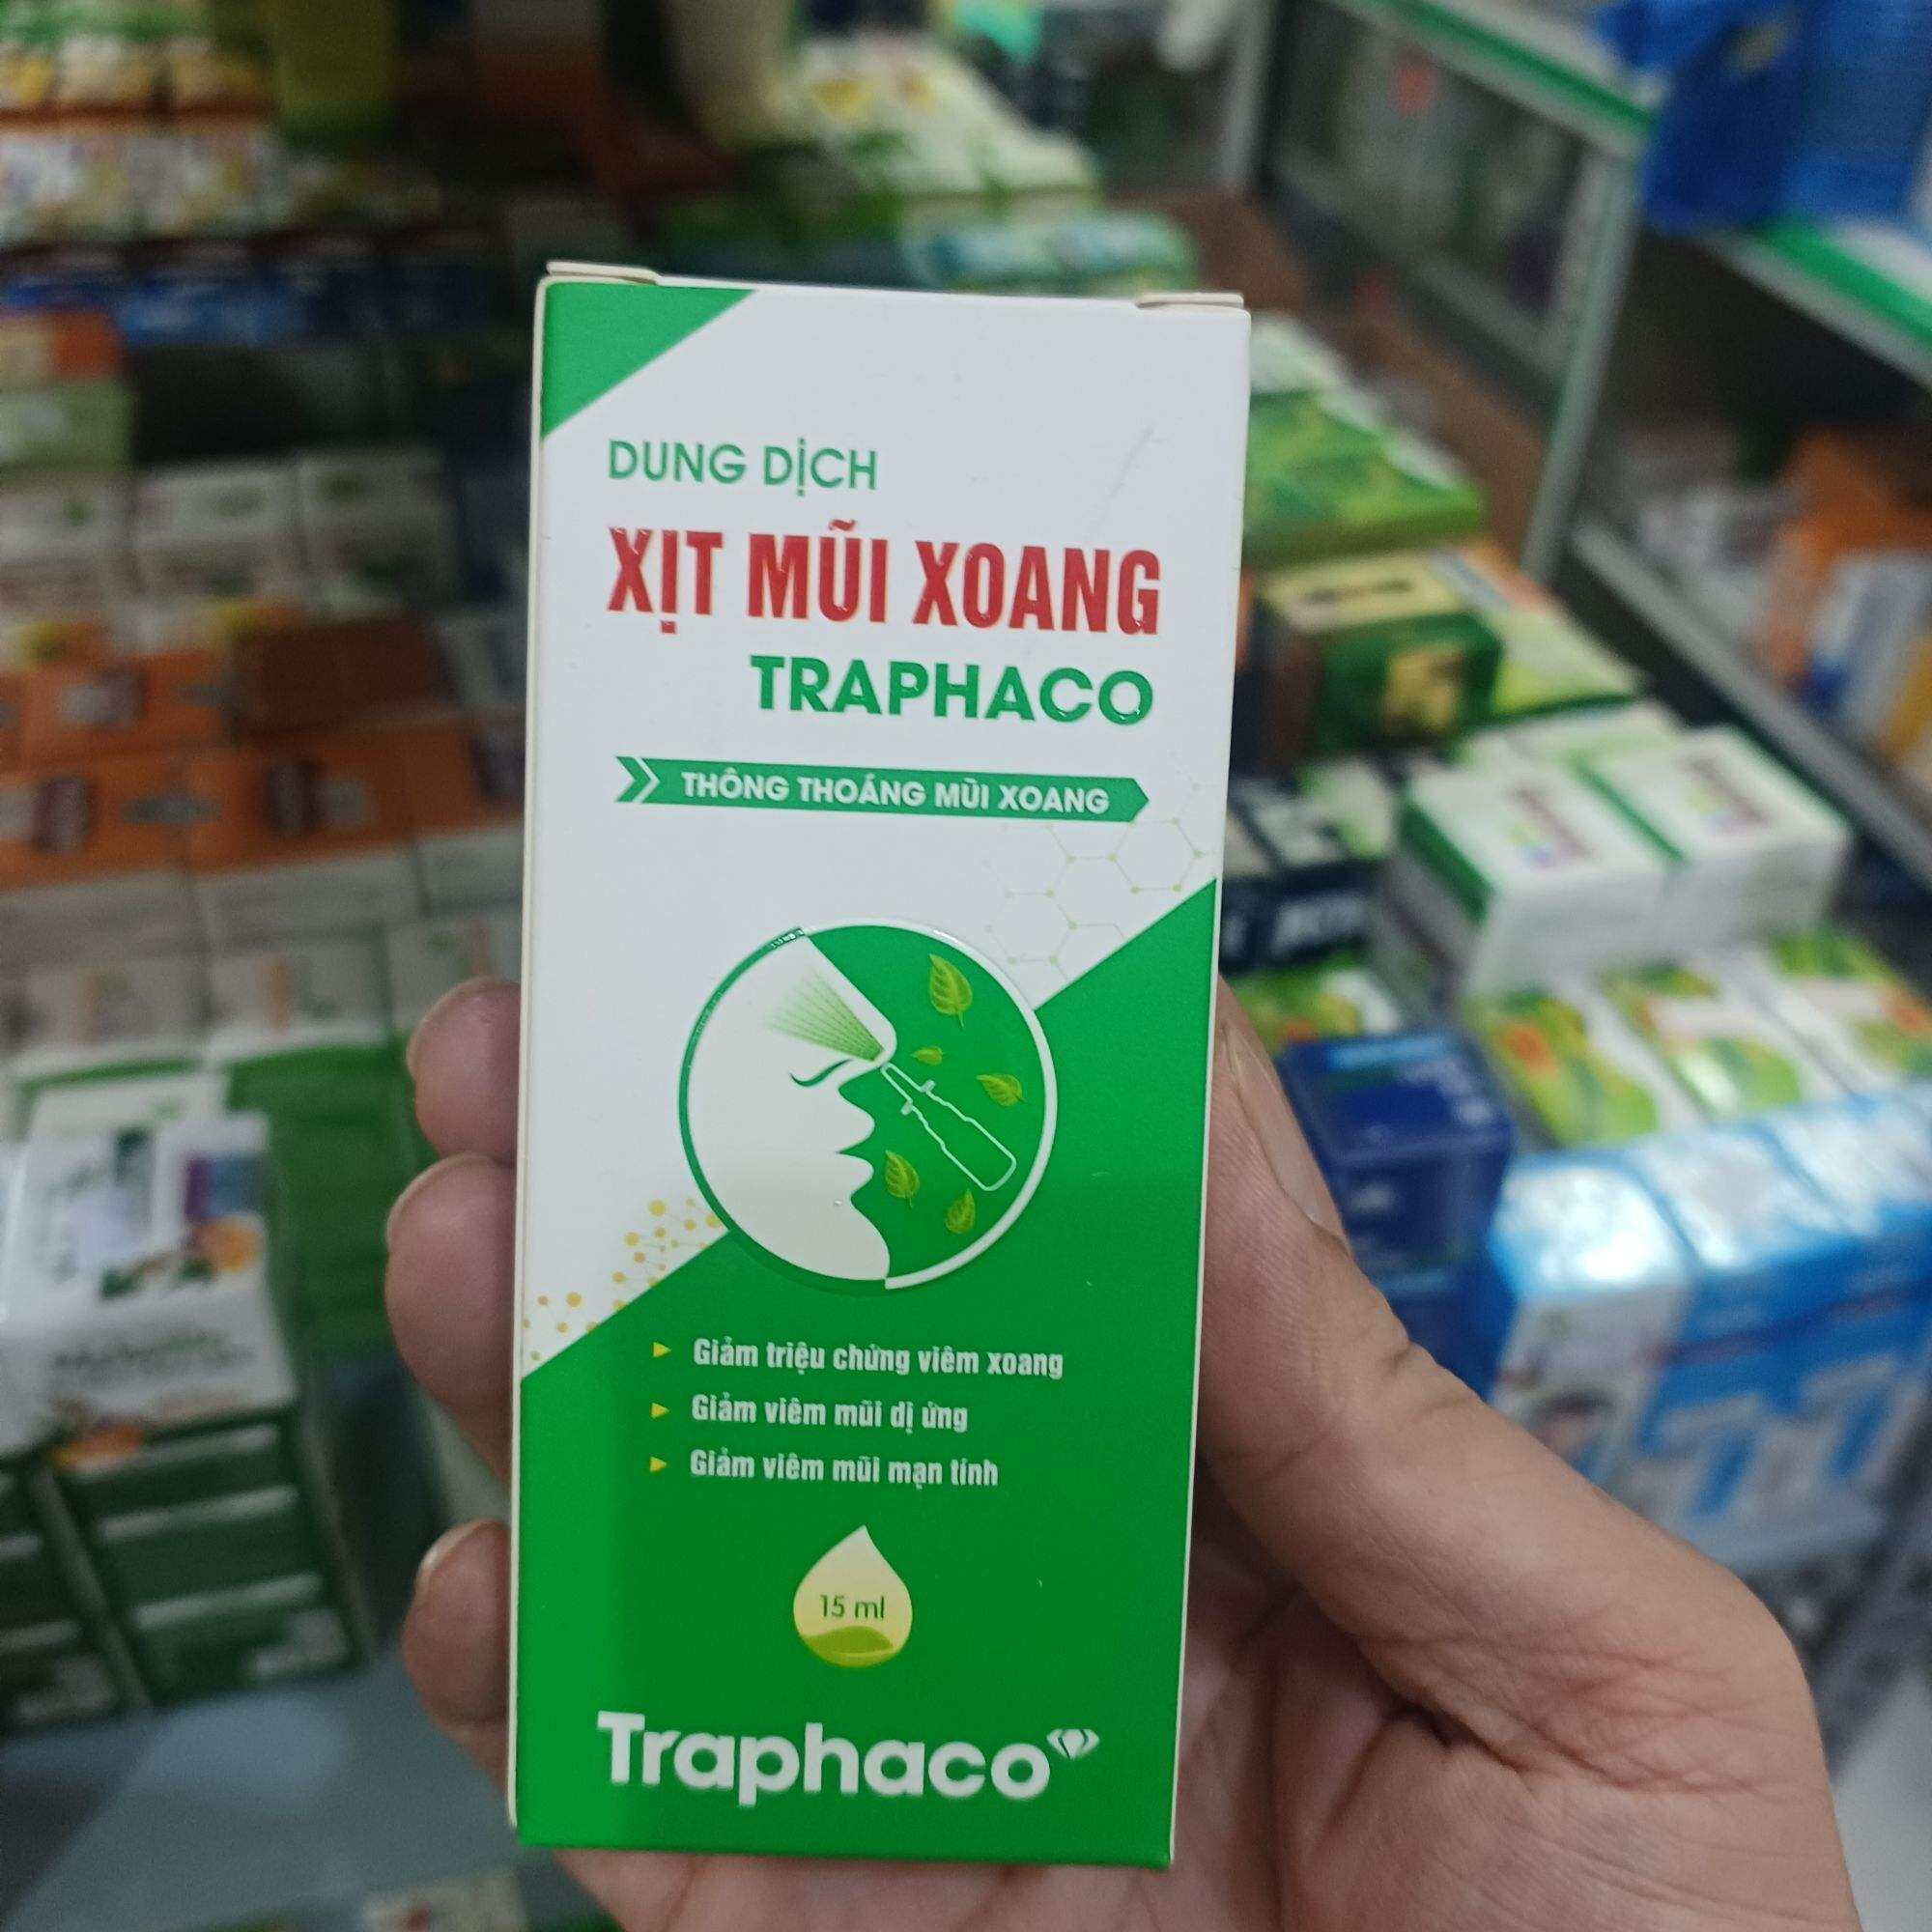 DUNG DỊCH
XỊT MŨI XOANG
TRAPHACO
THÔNG THOÁNG MŨI XOANG
Giảm triệu chứng viêm xoang
Giảm viêm mũi dị ứng
Giảm viêm mũi mạn tính
15 ml
Traphaco